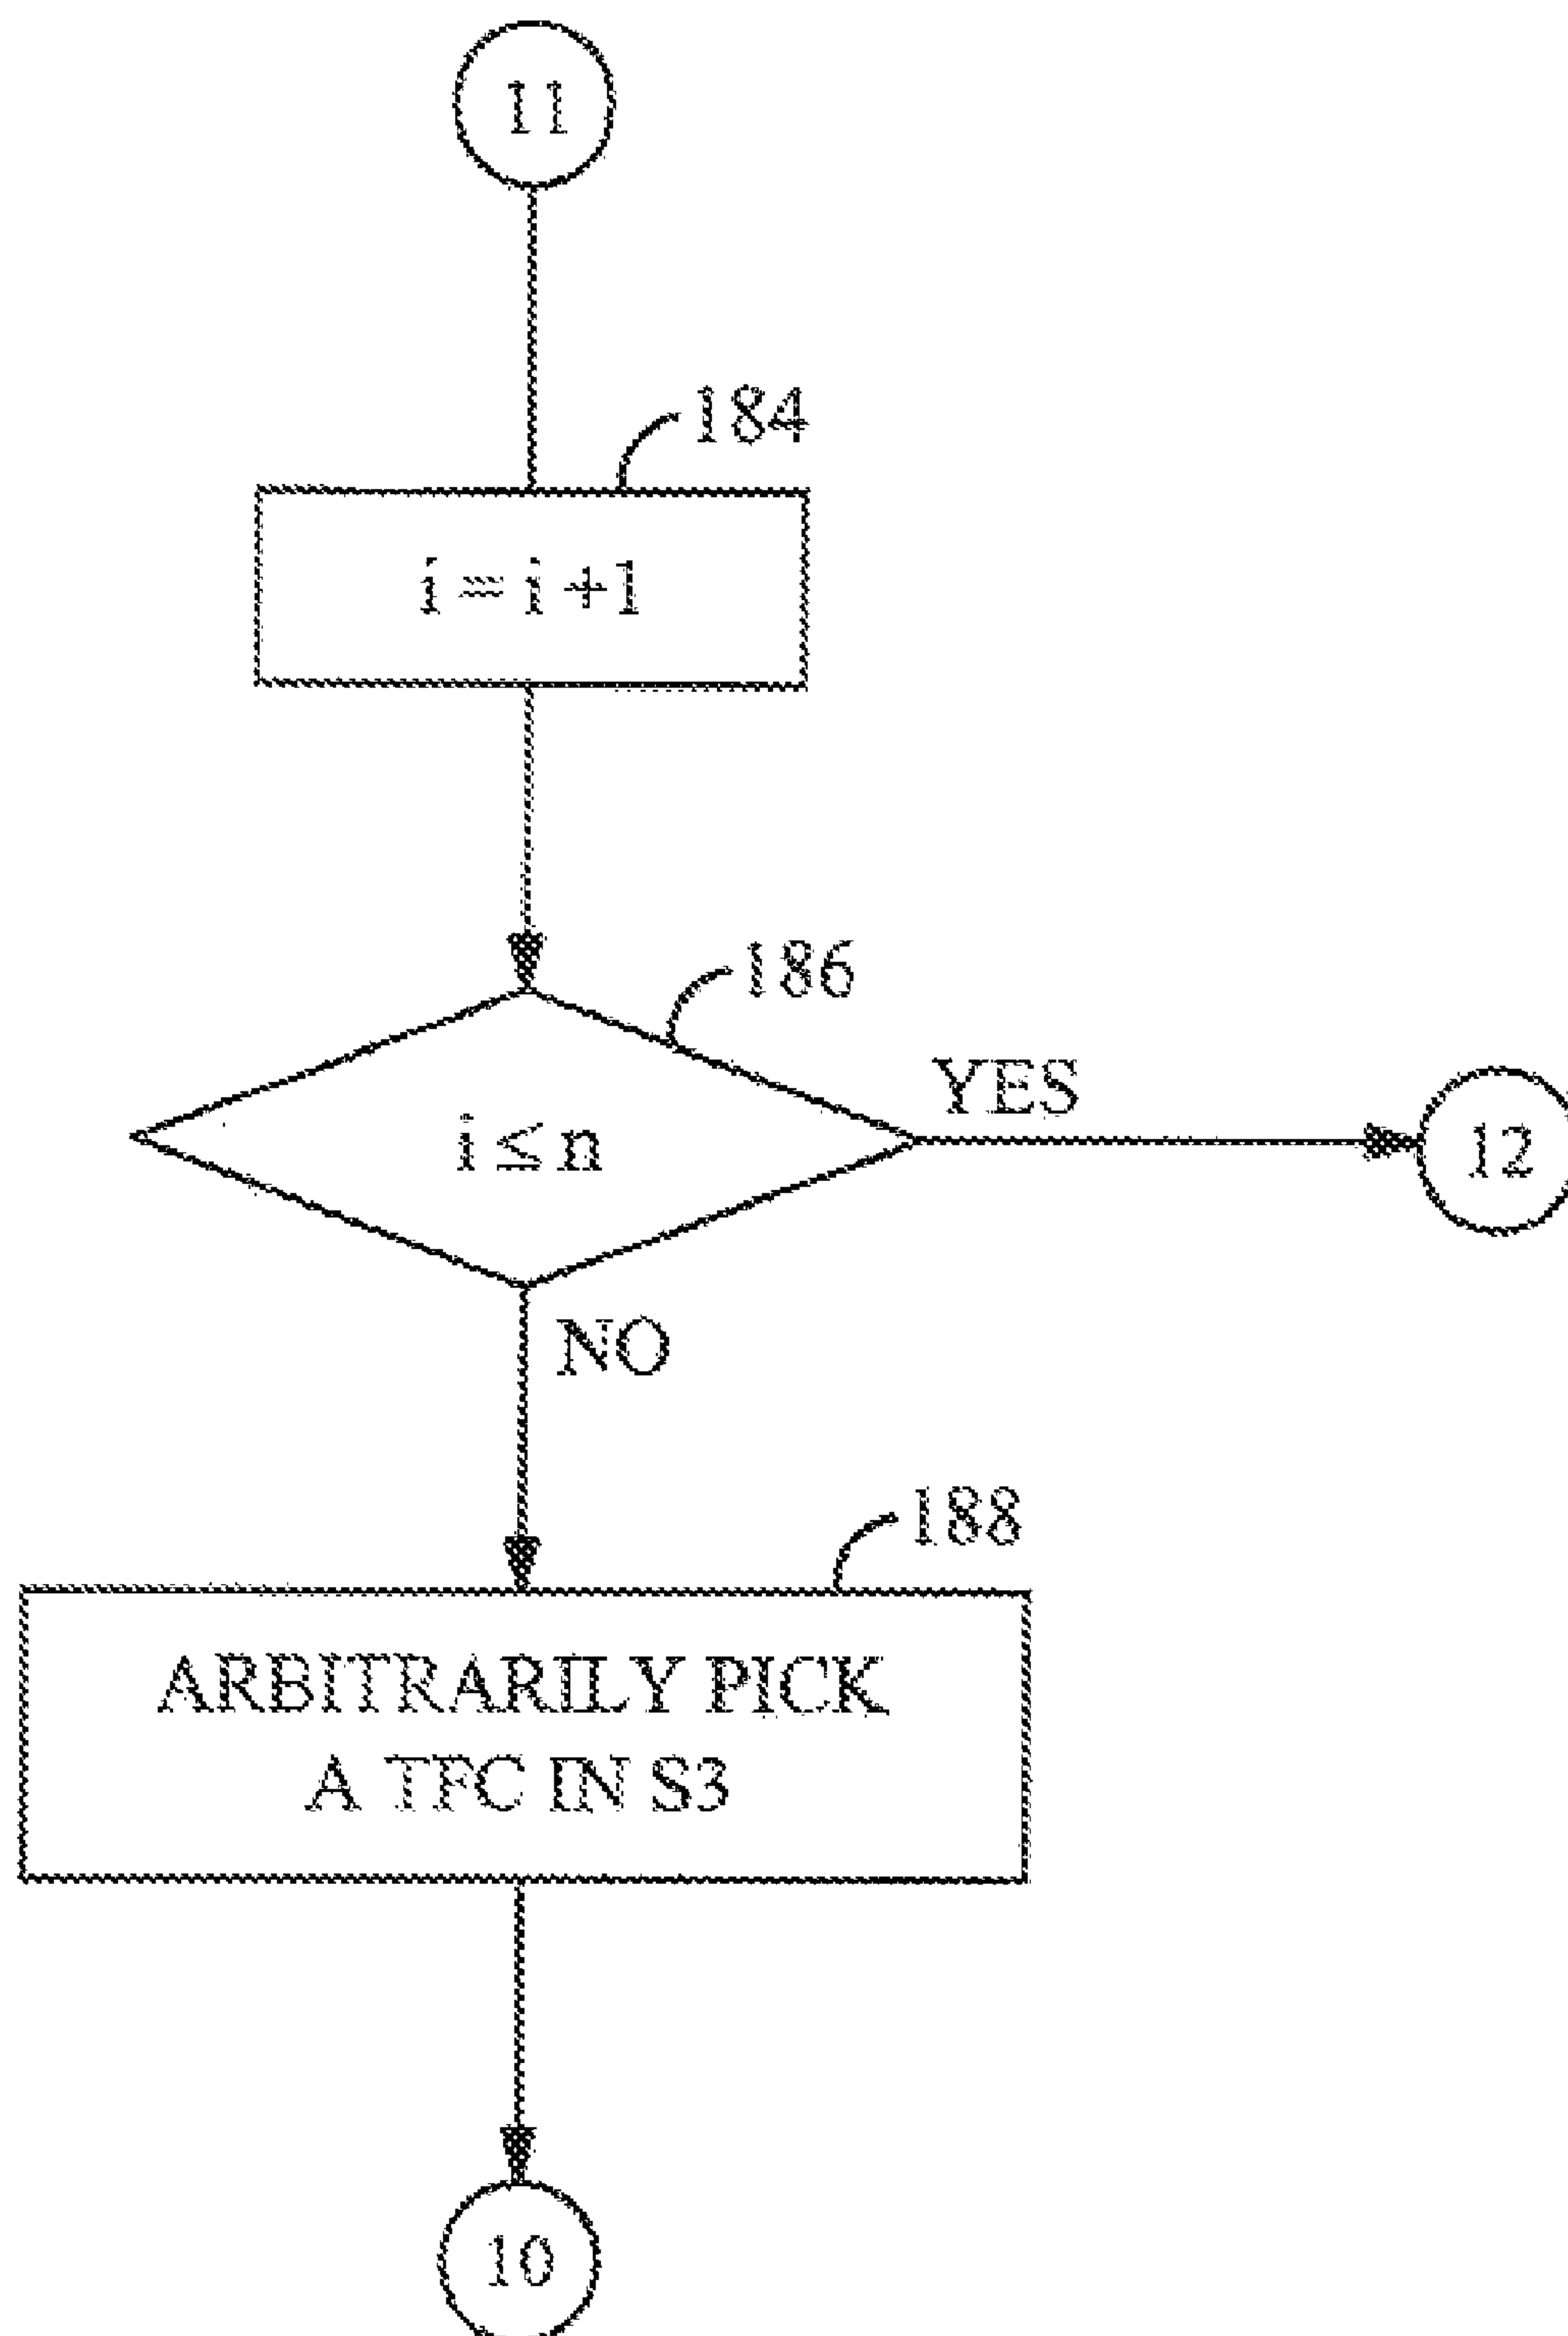 11
184
i = i +1
186
YES
i ≤ n
12
NO
188
ARBITRARILY PICK
A TFC IN S3
10